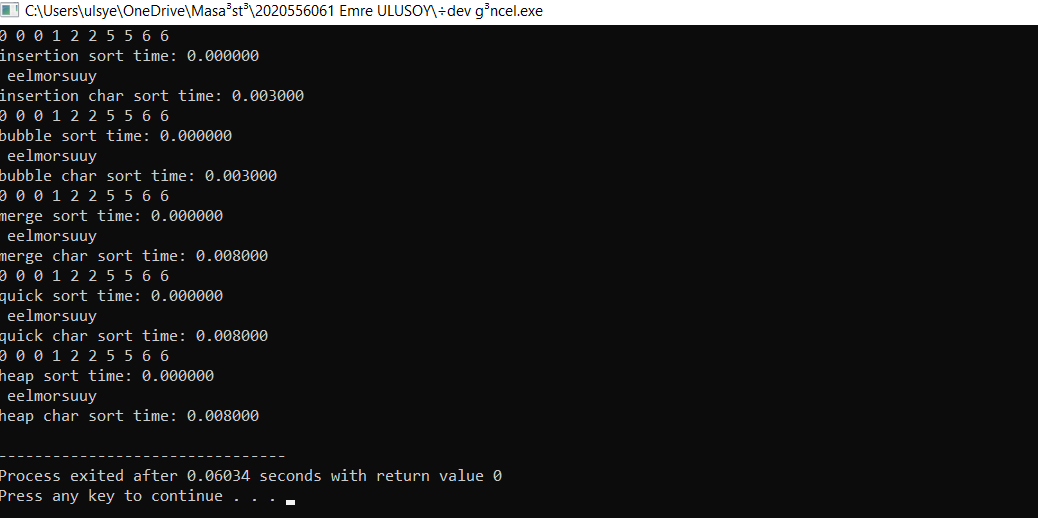 C:\Users\ulsye\OneDrive\Masa³st³\2020556061 Emre ULUSOY\÷dev g³ncel.exe
0 0 0 1 2 2 5 5 6 6
insertion sort time: 0.000000
 eelmorsuuy
insertion char sort time: 0.003000
0 0 0 1 2 2 5 5 6 6
bubble sort time: 0.000000
 eelmorsuuy
bubble char sort time: 0.003000
0 0 0 1 2 2 5 5 6 6
merge sort time: 0.000000
 eelmorsuuy
merge char sort time: 0.008000
0 0 0 1 2 2 5 5 6 6
quick sort time: 0.000000
 eelmorsuuy
quick char sort time: 0.008000
0 0 0 1 2 2 5 5 6 6
heap sort time: 0.000000
 eelmorsuuy
heap char sort time: 0.008000
--------------------------------
Process exited after 0.06034 seconds with return value 0
Press any key to continue . . .